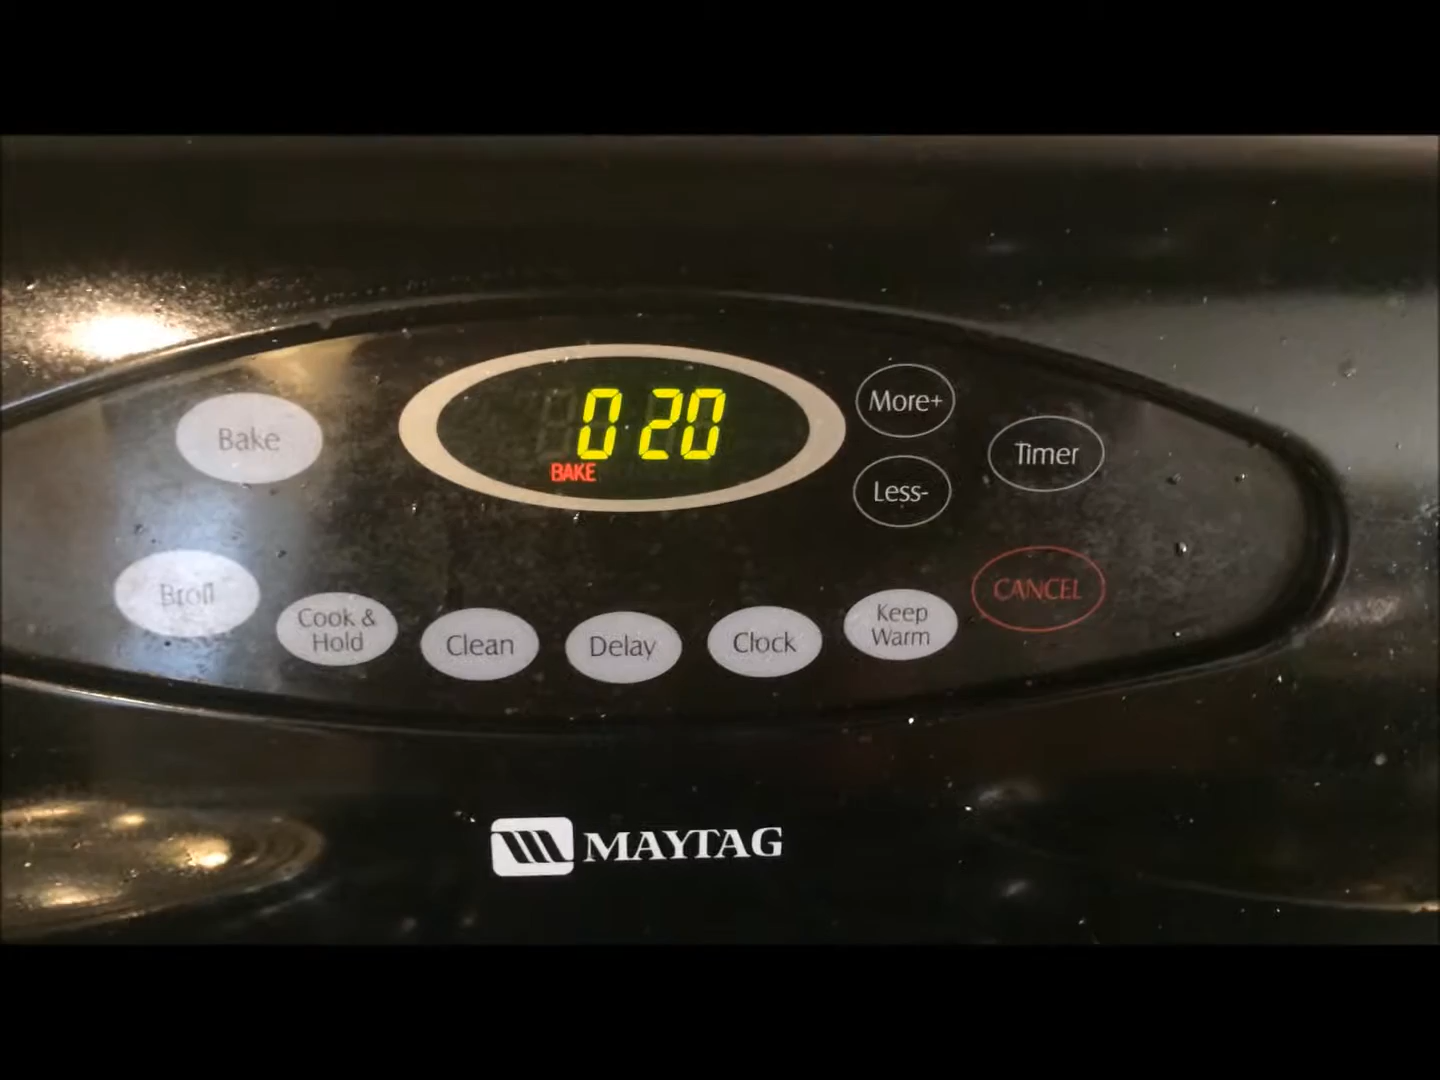 0 20
BAKE
Bake
More+
Less-
Timer
Broil
Cook &
Hold
Clean
Delay
Clock
Keep
Warm
CANCEL
MAYTAG